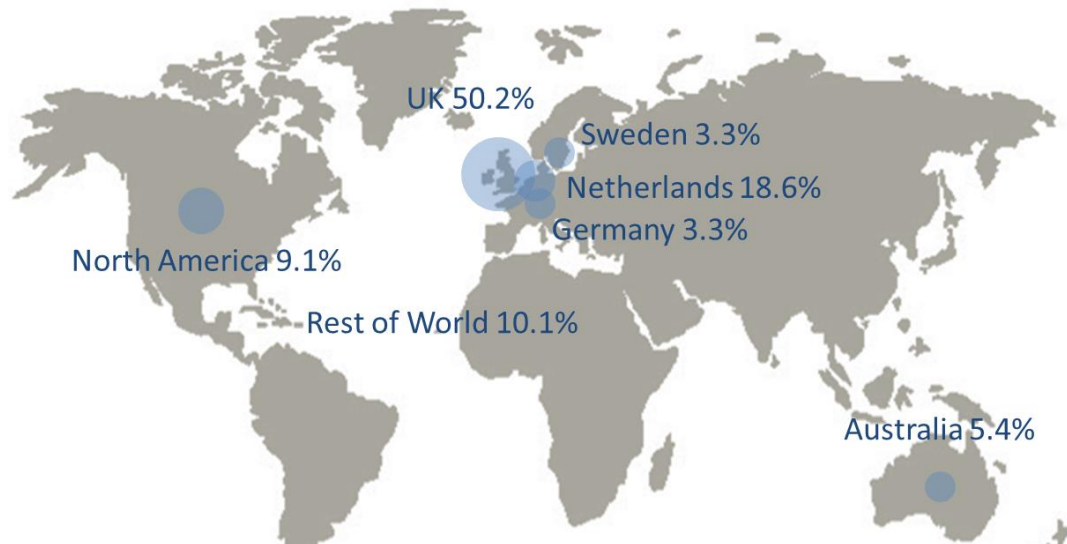 UK 50.2%
Sweden 3.3%
Netherlands 18.6%
Germany 3.3%
North America 9.1%
Rest of World 10.1%
Australia 5.4%